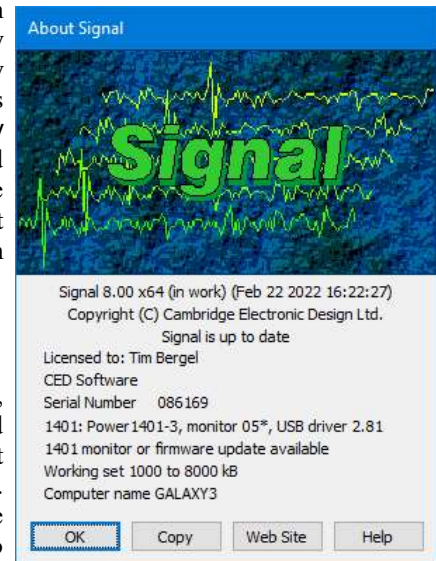 About Signal
Signal
Signal 8.00 x64 (in work) (Feb 22 2022 16:22:27)
Copyright (C) Cambridge Electronic Design Ltd.
Signal is up to date
Licensed to: Tim Bergel
CED Software
Serial Number 086169
1401: Power1401-3, monitor 05*, USB driver 2.81
1401 monitor or firmware update available
Working set 1000 to 8000 kB
Computer name GALAXY3
OK Copy Web Site Help